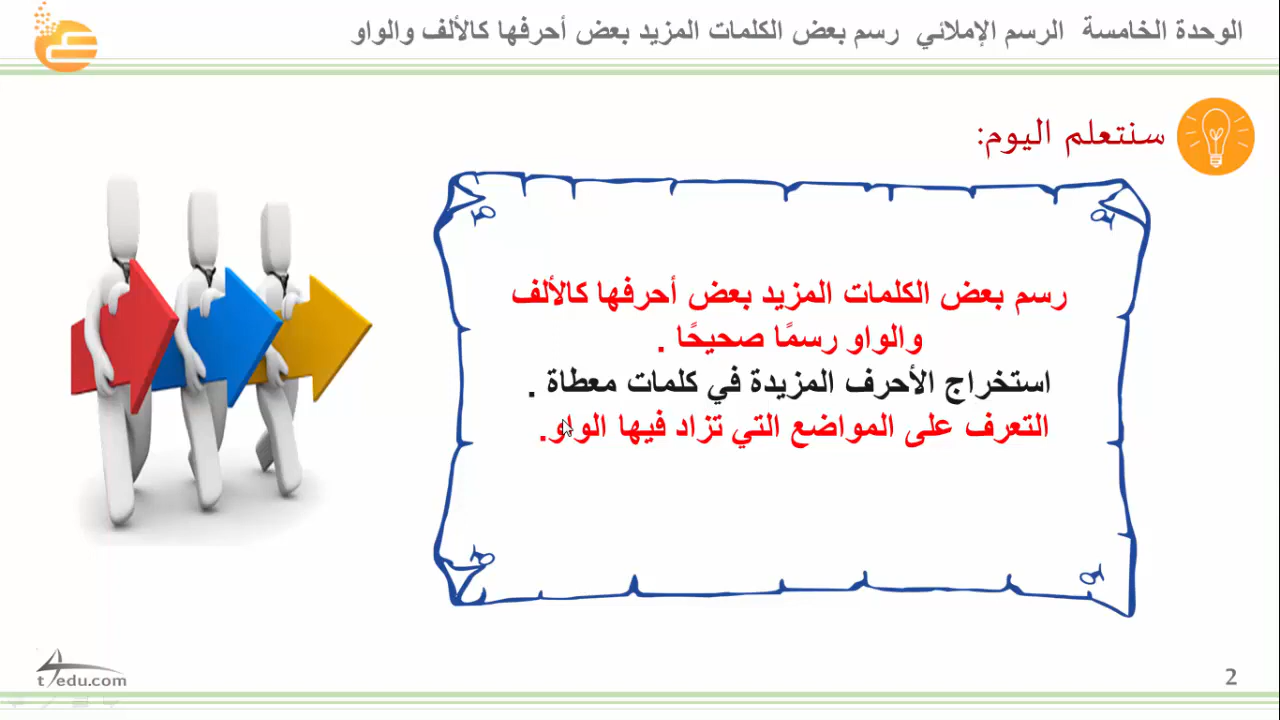 الوحدة الخامسة الرسم الإملائي رسم بعض الكلمات المزيد بعض أحرفها كالألف والواو
سنتعلم اليوم:
رسم بعض الكلمات المزيد بعض أحرفها كالألف
والواو رسمًا صحيحًا .
استخراج الأحرف المزيدة في كلمات معطاة .
التعرف على المواضع التي تزاد فيها الواو.
t4edu.com
2